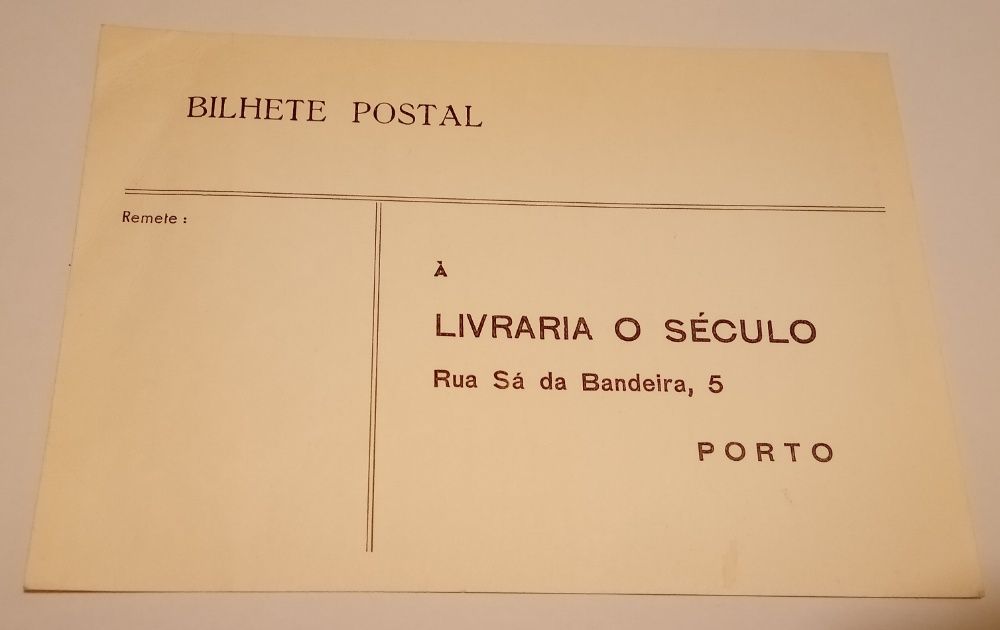 BILHETE POSTAL
Remete :
À
LIVRARIA O SÉCULO
Rua Sá da Bandeira, 5
PORTO